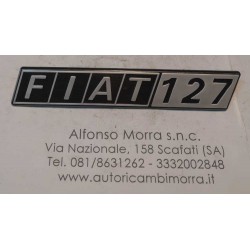 FIAT 127
Alfonso Morra s.n.c.
Via Nazionale, 158 Scafati (SA)
Tel. 081/8631262 - 3332002848
www.autoricambimorra.it